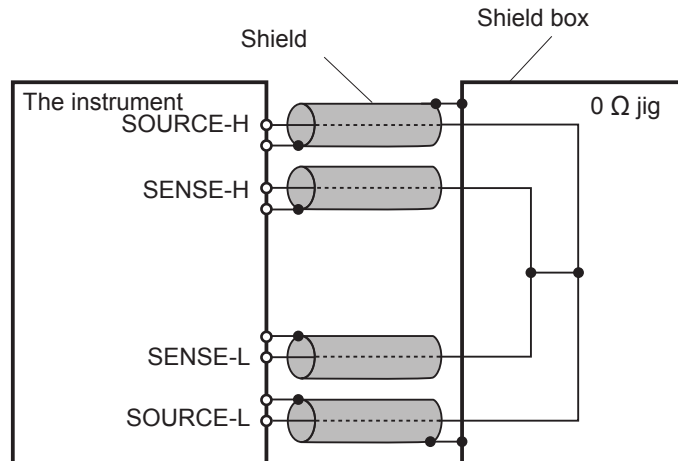 Shield box
Shield
The instrument
0 Ω jig
SOURCE-H
SENSE-H
SENSE-L
SOURCE-L